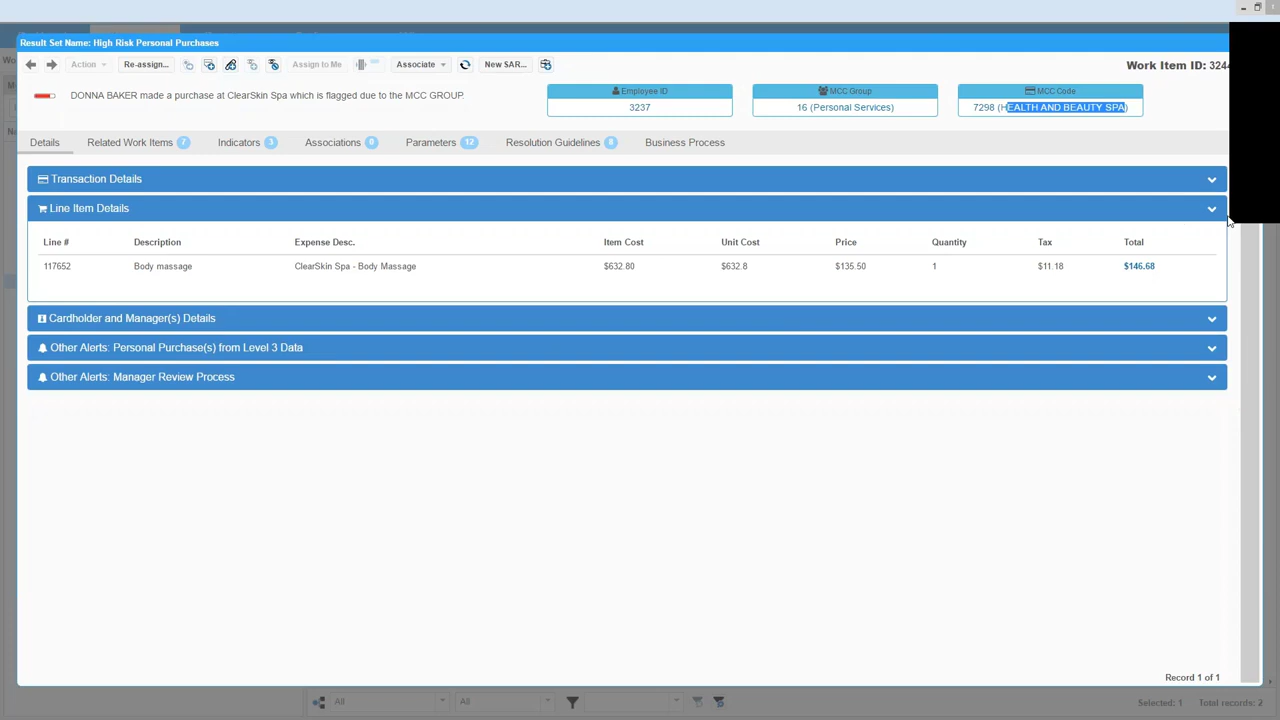 Result Set Name: High Risk Personal Purchases
Action Re-assign... Assign to Me Associate New SAR... Work Item ID: 324
DONNA BAKER made a purchase at ClearSkin Spa which is flagged due to the MCC GROUP.
Employee ID MCC Group MCC Code
3237 16 (Personal Services) 7298 (HEALTH AND BEAUTY SPA)
Details Related Work Items 7 Indicators 3 Associations 0 Parameters 12 Resolution Guidelines 8 Business Process
Transaction Details
Line Item Details
Line # Description Expense Desc. Item Cost Unit Cost Price Quantity Tax Total
117652 Body massage ClearSkin Spa - Body Massage $632.80 $632.8 $135.50 1 $11.18 $146.68
Cardholder and Manager(s) Details
Other Alerts: Personal Purchase(s) from Level 3 Data
Other Alerts: Manager Review Process
Record 1 of 1
All All Selected: 1 Total records: 2